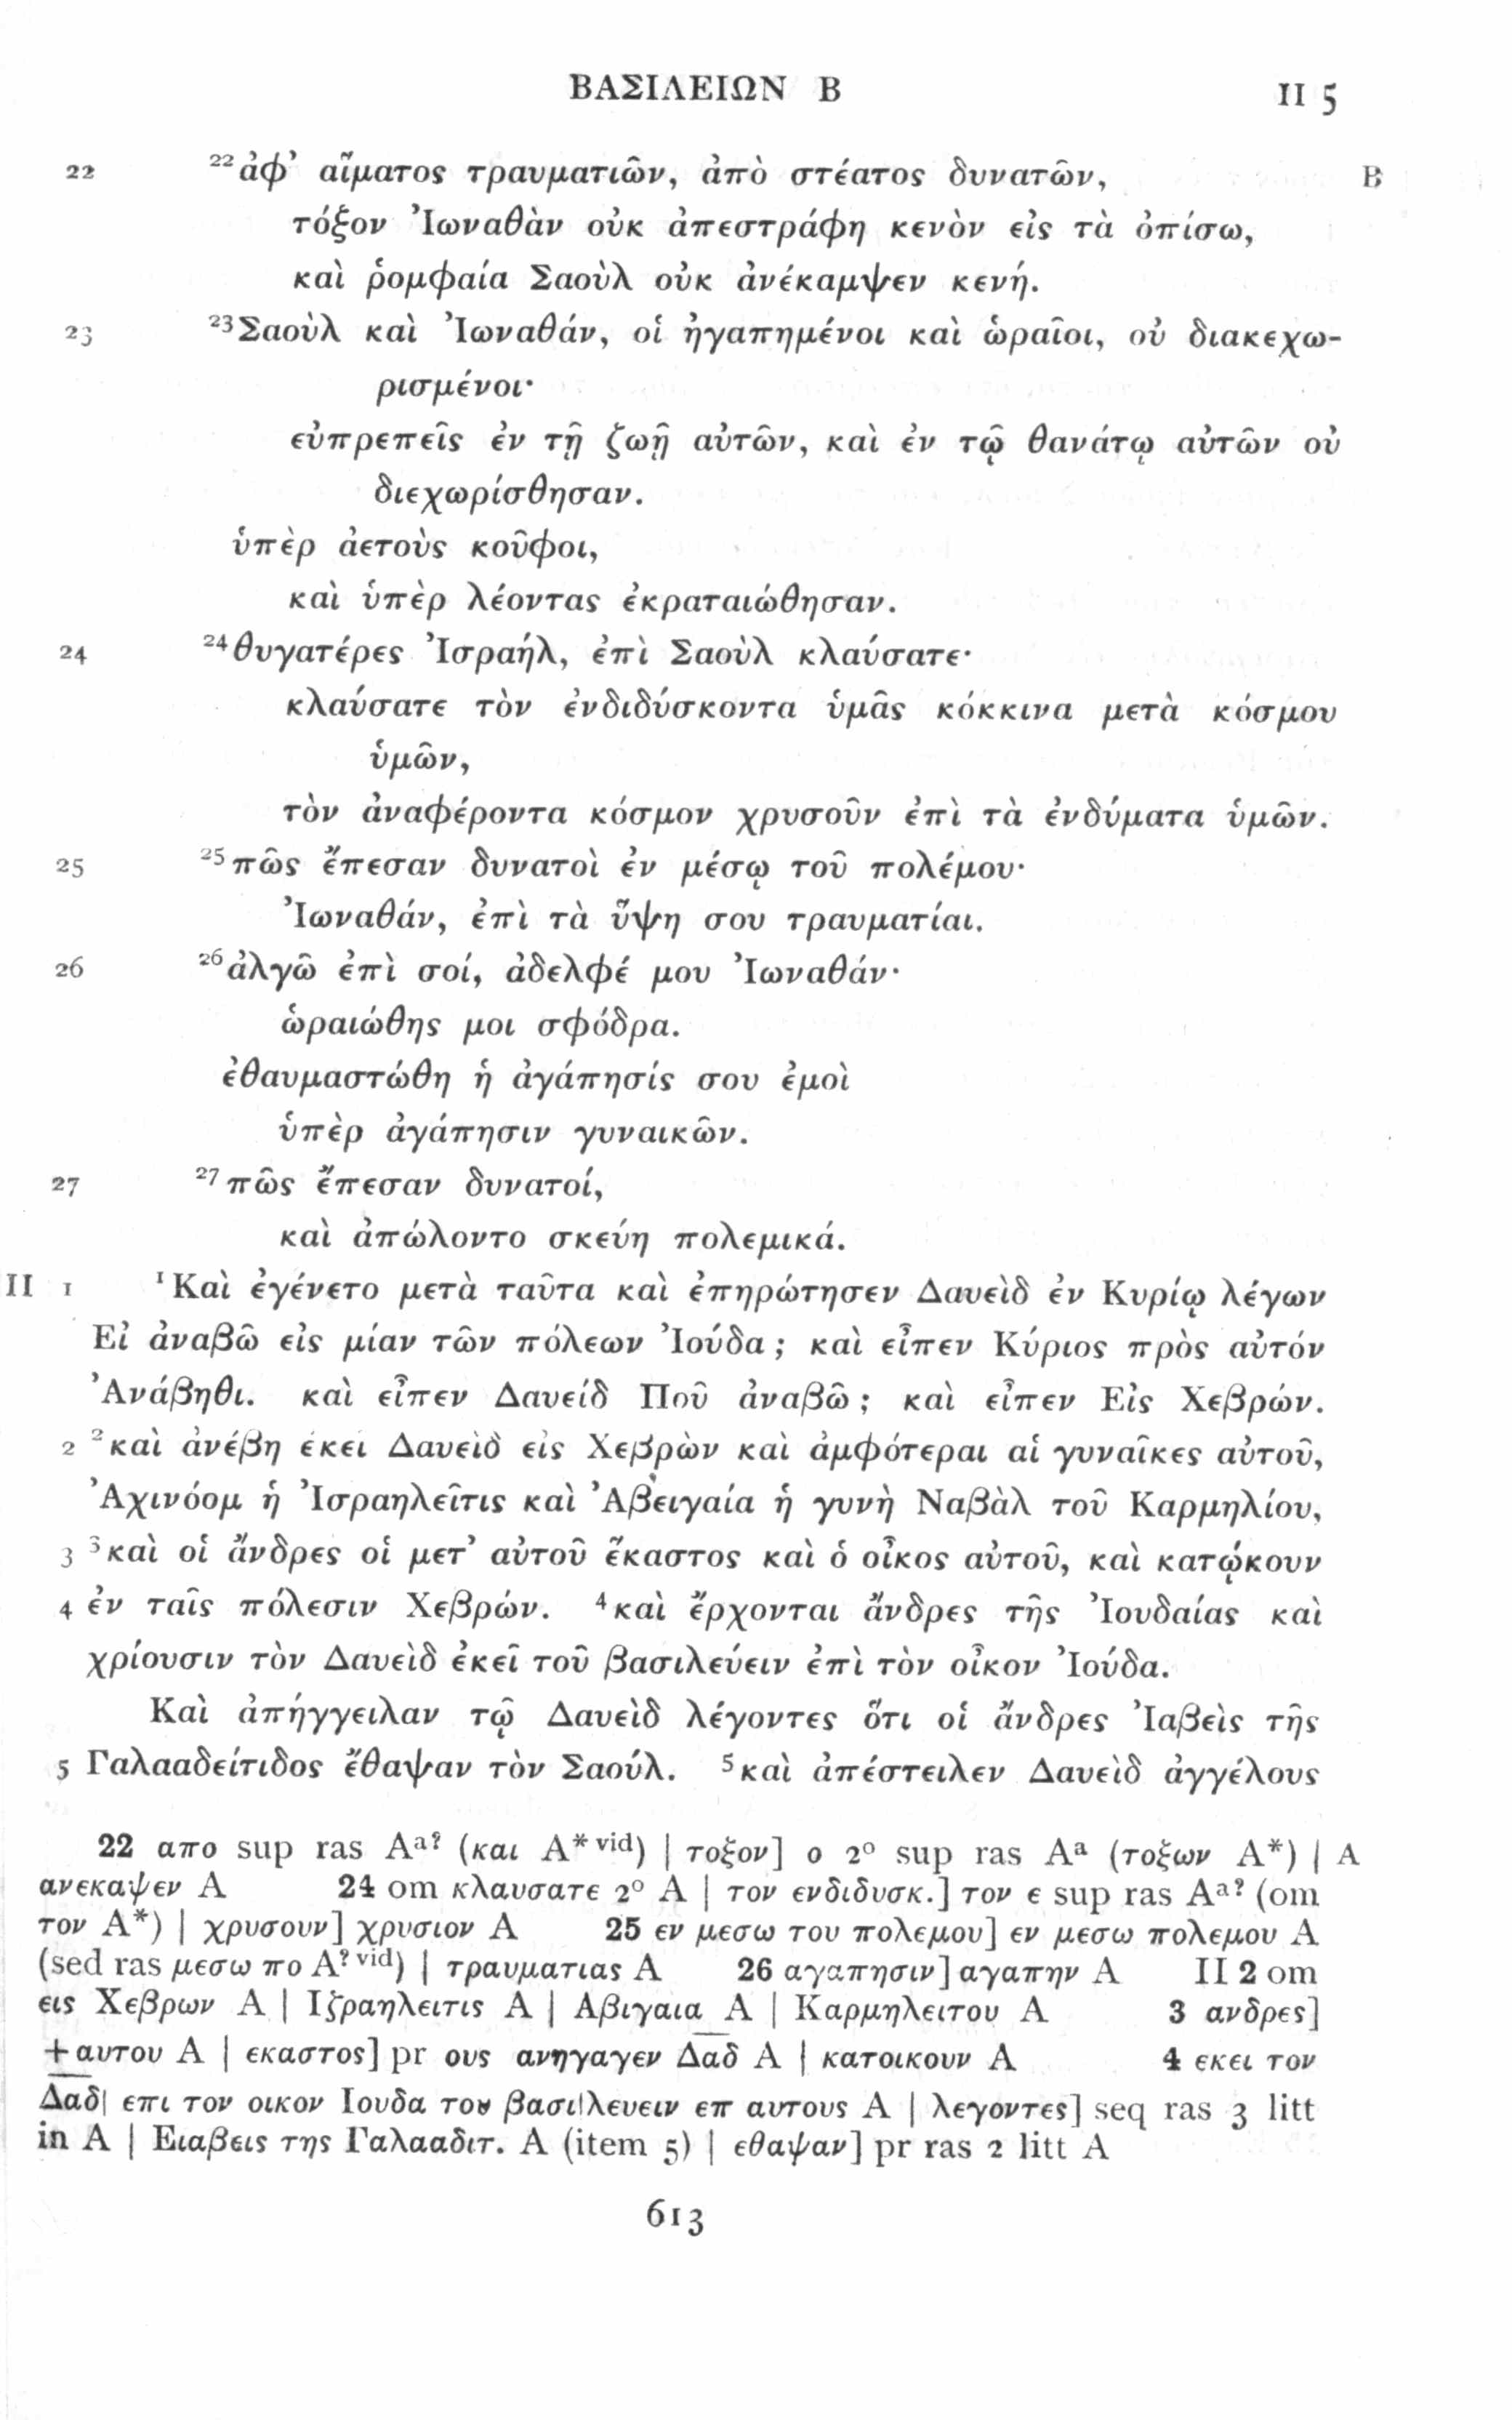 ΒΑΣΙΛΕΙΩΝ Β II 5
22 ²²ἀφ’ αἵματος τραυματιῶν, ἀπὸ στέατος δυνατῶν, B
τόξον Ἰωναθὰν οὐκ ἀπεστράφη κενὸν εἰς τὰ ὀπίσω,
καὶ ῥομφαία Σαοὺλ οὐκ ἀνέκαμψεν κενή.
23 ²³Σαοὺλ καὶ Ἰωναθάν, οἱ ἠγαπημένοι καὶ ὡραῖοι, οὐ διακεχω-
ρισμένοι·
εὐπρεπεῖς ἐν τῇ ζωῇ αὐτῶν, καὶ ἐν τῷ θανάτῳ αὐτῶν οὐ
διεχωρίσθησαν.
ὑπὲρ ἀετοὺς κοῦφοι,
καὶ ὑπὲρ λέοντας ἐκραταιώθησαν.
24 ²⁴θυγατέρες Ἰσραήλ, ἐπὶ Σαοὺλ κλαύσατε·
κλαύσατε τὸν ἐνδιδύσκοντα ὑμᾶς κόκκινα μετὰ κόσμου
ὑμῶν,
τὸν ἀναφέροντα κόσμον χρυσοῦν ἐπὶ τὰ ἐνδύματα ὑμῶν.
25 ²⁵πῶς ἔπεσαν δυνατοὶ ἐν μέσῳ τοῦ πολέμου·
Ἰωναθάν, ἐπὶ τὰ ὕψη σου τραυματίαι.
26 ²⁶ἀλγῶ ἐπὶ σοί, ἀδελφέ μου Ἰωναθάν·
ὡραιώθης μοι σφόδρα.
ἐθαυμαστώθη ἡ ἀγάπησίς σου ἐμοὶ
ὑπὲρ ἀγάπησιν γυναικῶν.
27 ²⁷πῶς ἔπεσαν δυνατοί,
καὶ ἀπώλοντο σκεύη πολεμικά.
II 1 ¹Καὶ ἐγένετο μετὰ ταῦτα καὶ ἐπηρώτησεν Δαυεὶδ ἐν Κυρίῳ λέγων
Εἰ ἀναβῶ εἰς μίαν τῶν πόλεων Ἰούδα; καὶ εἶπεν Κύριος πρὸς αὐτόν
Ἀνάβηθι. καὶ εἶπεν Δαυείδ Ποῦ ἀναβῶ; καὶ εἶπεν Εἰς Χεβρών.
2 ²καὶ ἀνέβη ἐκεῖ Δαυεὶδ εἰς Χεβρὼν καὶ ἀμφότεραι αἱ γυναῖκες αὐτοῦ,
Ἀχινόομ ἡ Ἰσραηλεῖτις καὶ Ἀβειγαία ἡ γυνὴ Ναβὰλ τοῦ Καρμηλίου,
3 ³καὶ οἱ ἄνδρες οἱ μετ’ αὐτοῦ ἕκαστος καὶ ὁ οἶκος αὐτοῦ, καὶ κατῴκουν
4 ἐν ταῖς πόλεσιν Χεβρών. ⁴καὶ ἔρχονται ἄνδρες τῆς Ἰουδαίας καὶ
χρίουσιν τὸν Δαυεὶδ ἐκεῖ τοῦ βασιλεύειν ἐπὶ τὸν οἶκον Ἰούδα.
Καὶ ἀπήγγειλαν τῷ Δαυεὶδ λέγοντες ὅτι οἱ ἄνδρες Ἰαβεὶς τῆς
5 Γαλααδείτιδος ἔθαψαν τὸν Σαούλ. ⁵καὶ ἀπέστειλεν Δαυεὶδ ἀγγέλους
22 απο sup ras Aᵃ? (και A* vid) | τοξον] ο 2° sup ras Aᵃ (τοξων A*) | A
ανεκαψεν A 24 om κλαυσατε 2° A | τον ενδιδυσκ.] τον ε sup ras Aᵃ? (om
τον A*) | χρυσουν] χρυσιον A 25 εν μεσω του πολεμου] εν μεσω πολεμου A
(sed ras μεσω πο A? vid) | τραυματιας A 26 αγαπησιν] αγαπην A II 2 om
εις Χεβρων A | Ιζραηλειτις A | Αβιγαια A | Καρμηλειτου A 3 ανδρες]
+αυτου A | εκαστος] pr ους ανηγαγεν Δαδ A | κατοικουν A 4 εκει τον
Δαδ| επι τον οικον Ιουδα του βασι|λευειν επ αυτους A | λεγοντες] seq ras 3 litt
in A | Ειαβεις της Γαλααδιτ. A (item 5) | εθαψαν] pr ras 2 litt A
613